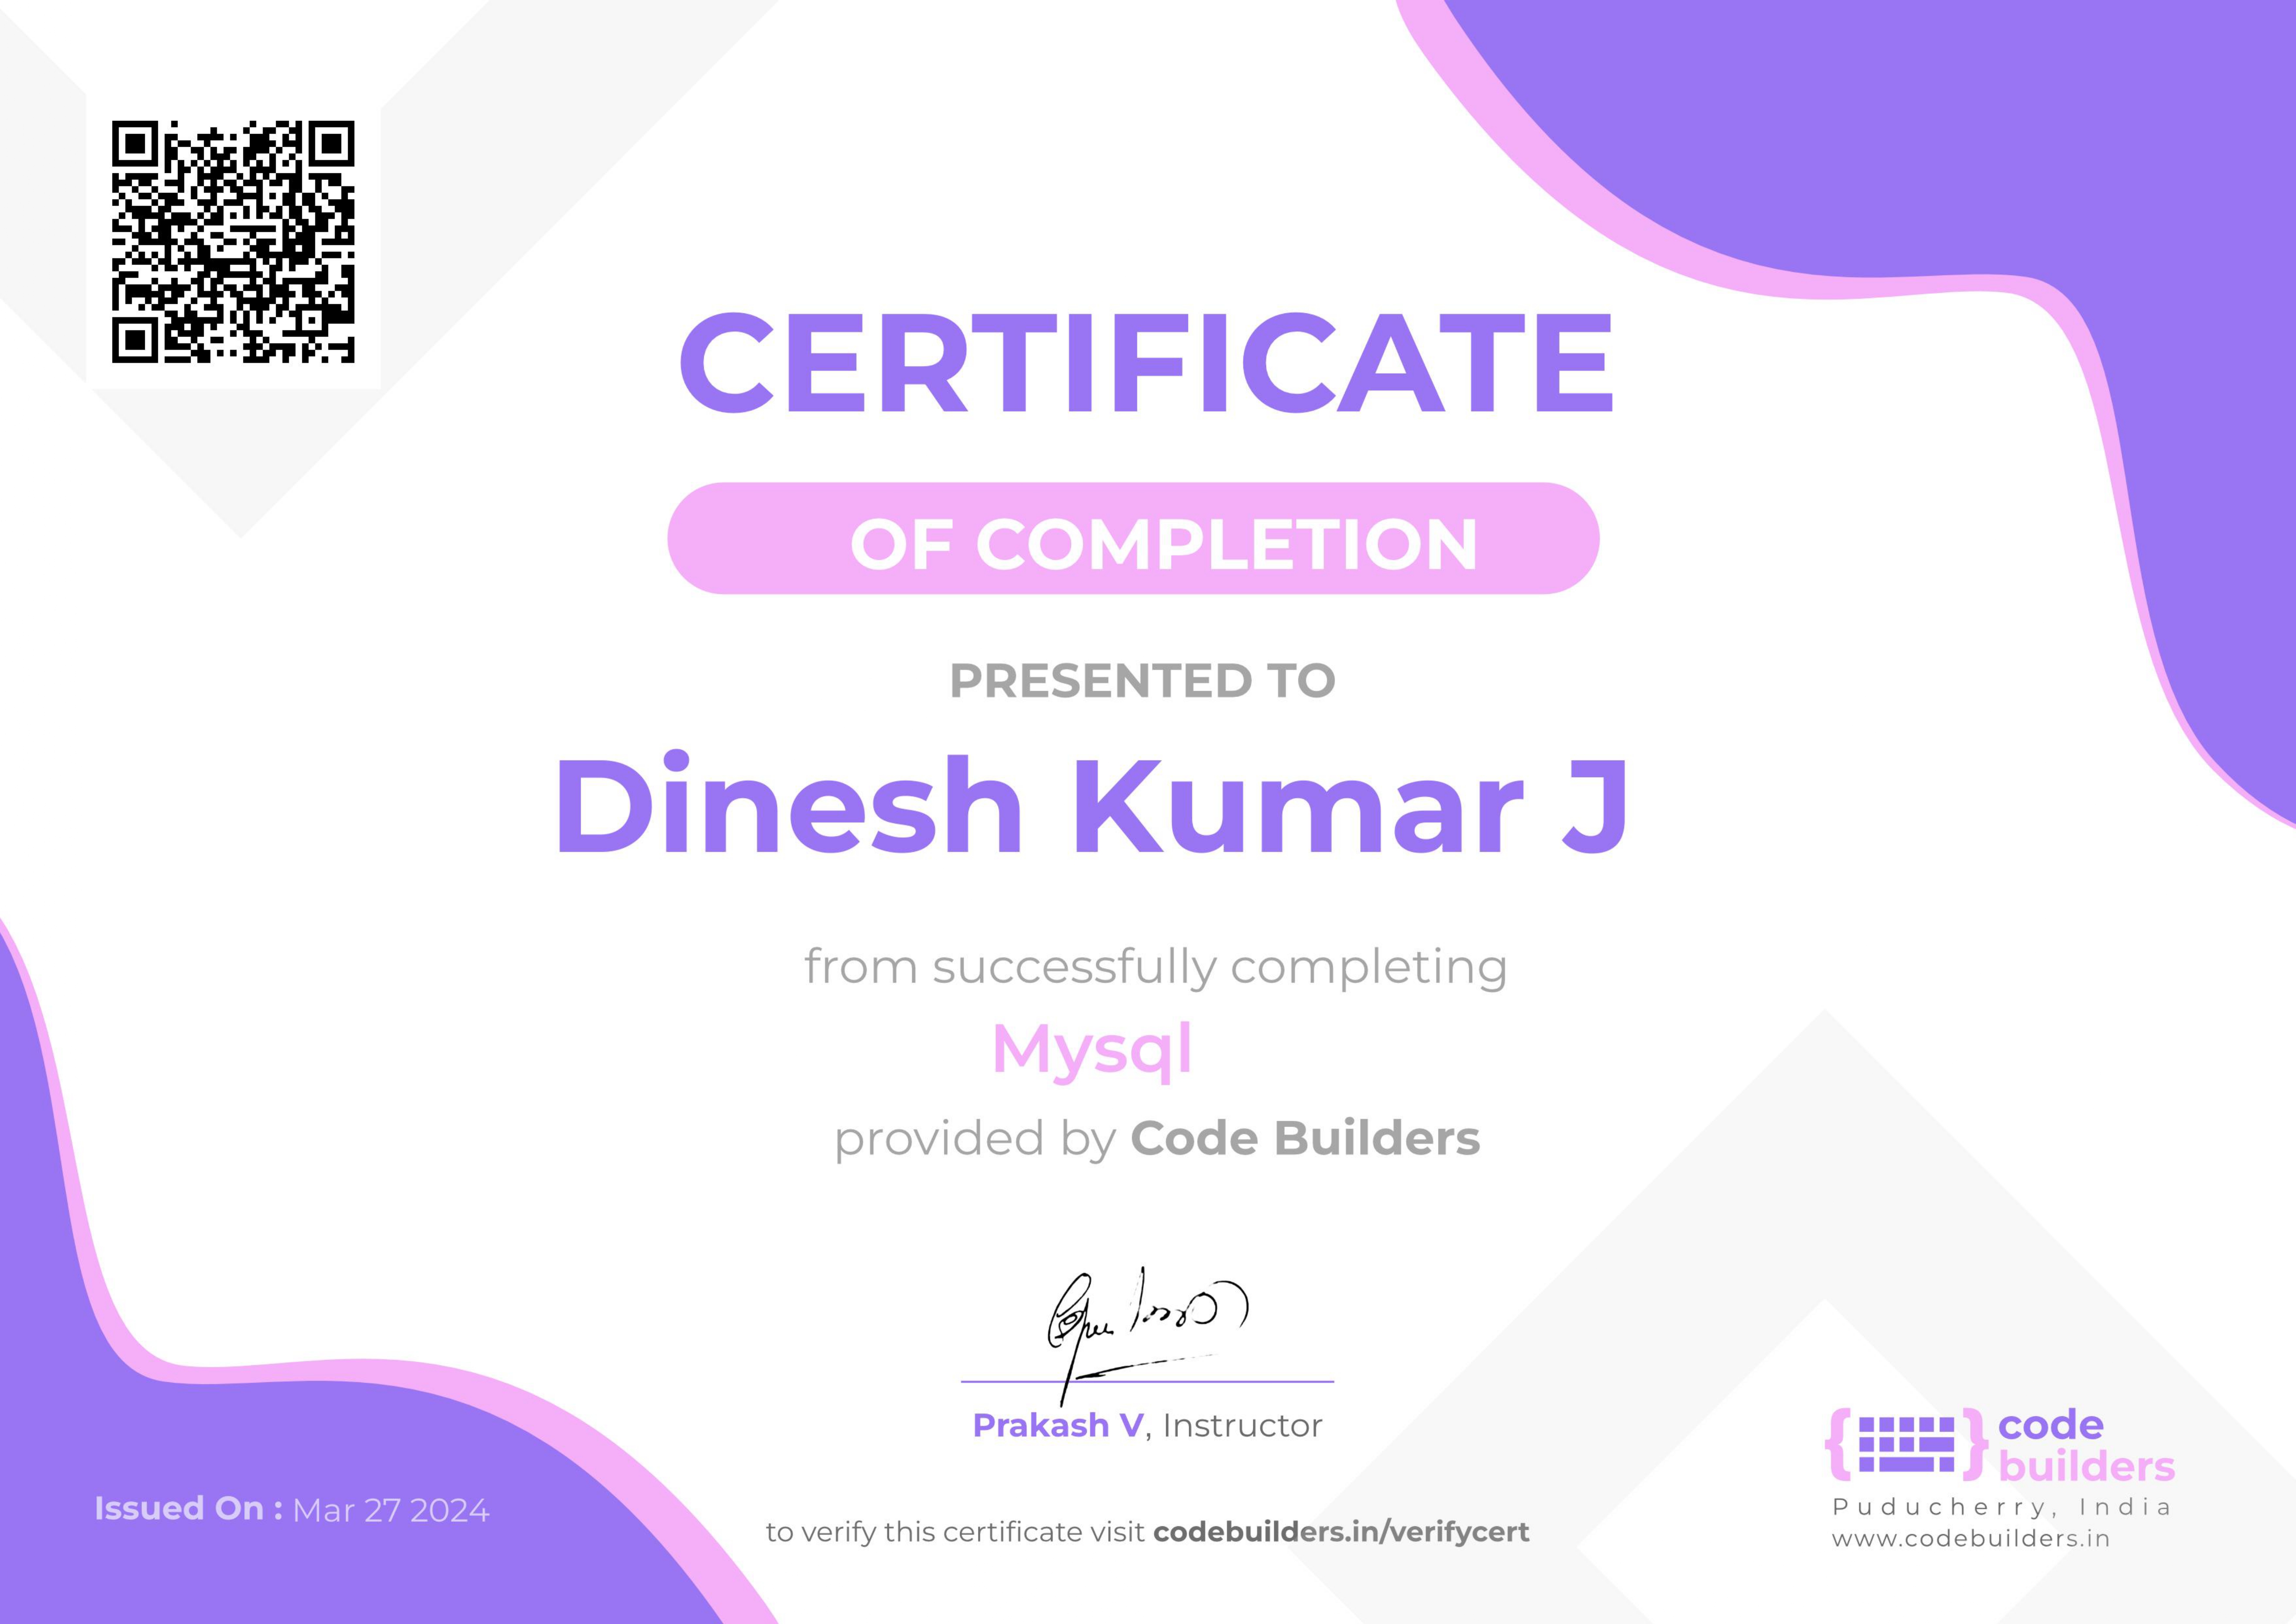 CERTIFICATE
OF COMPLETION
PRESENTED TO
Dinesh Kumar J
from successfully completing
Mysql
provided by Code Builders
Prakash V, Instructor
Issued On : Mar 27 2024
to verify this certificate visit codebuilders.in/verifycert
code
builders
Puducherry, India
www.codebuilders.in